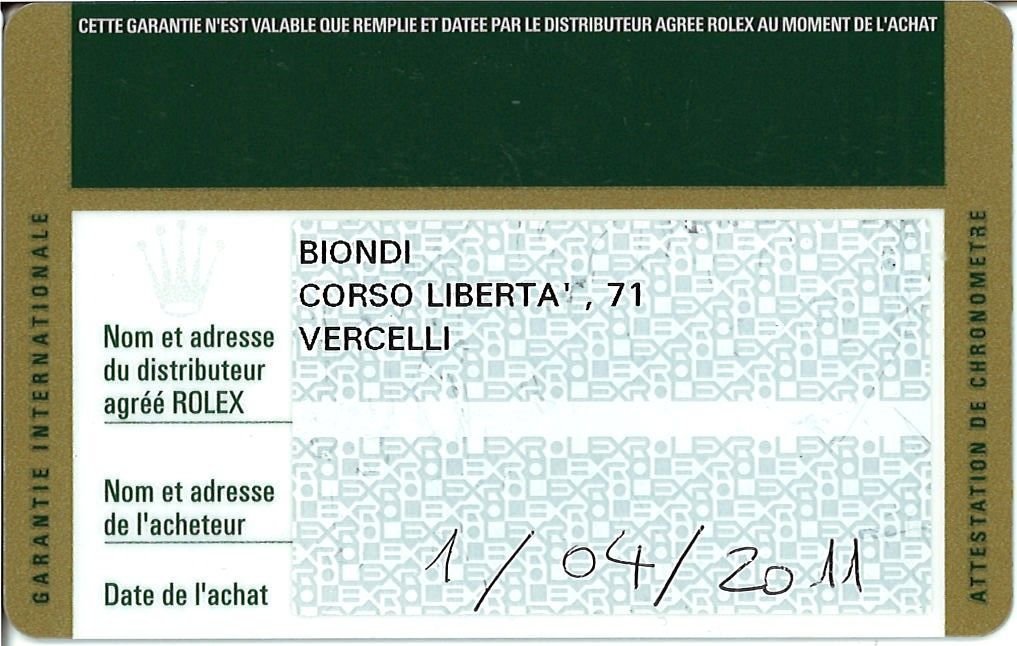 CETTE GARANTIE N'EST VALABLE QUE REMPLIE ET DATEE PAR LE DISTRIBUTEUR AGREE ROLEX AU MOMENT DE L'ACHAT
GARANTIE INTERNATIONALE
BIONDI
CORSO LIBERTA' , 71
VERCELLI
Nom et adresse
du distributeur
agréé ROLEX
Nom et adresse
de l'acheteur
Date de l'achat
1/04/2011
ATTESTATION DE CHRONOMETRE